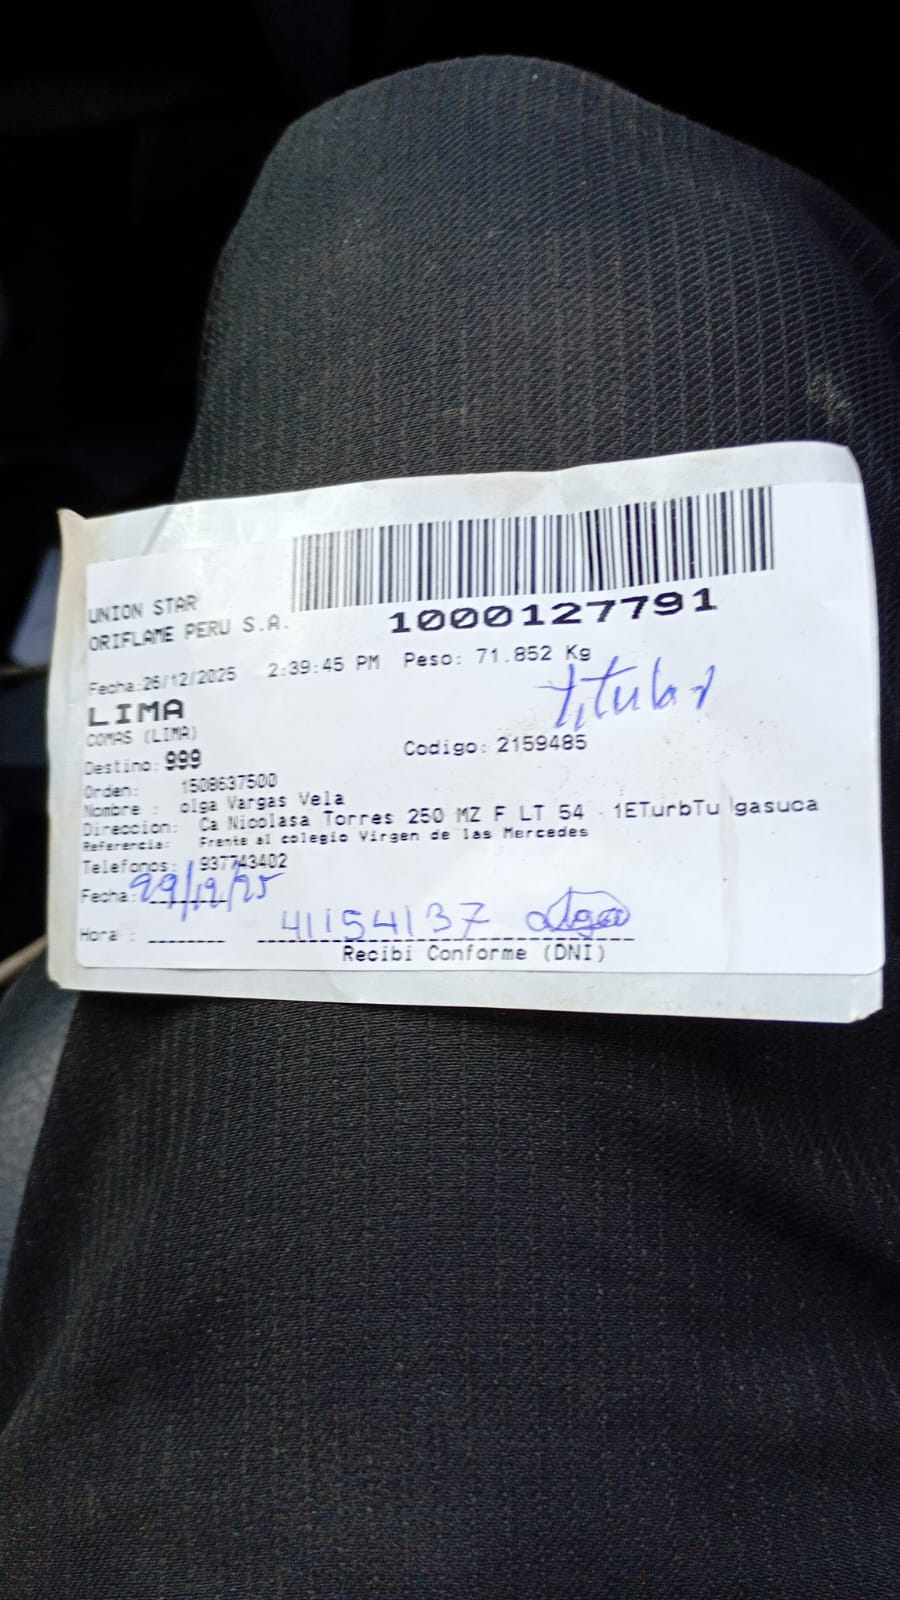 UNION STAR
ORIFLAME PERU S.A.
1000127791
Fecha:26/12/2025 2:39:45 PM Peso: 71.852 Kg
LIMA
titular
COMAS (LIMA)
Destino: 999 Codigo: 2159485
Orden: 1508637500
Nombre : olga Vargas Vela
Direccion: Ca Nicolasa Torres 250 MZ F LT 54 - 1ETurbTu gasuca
Referencia: Frente al colegio Virgen de las Mercedes
Telefonos: 937743402
Fecha: 29/12/25
Hora : 41154137 olga
Recibi Conforme (DNI)